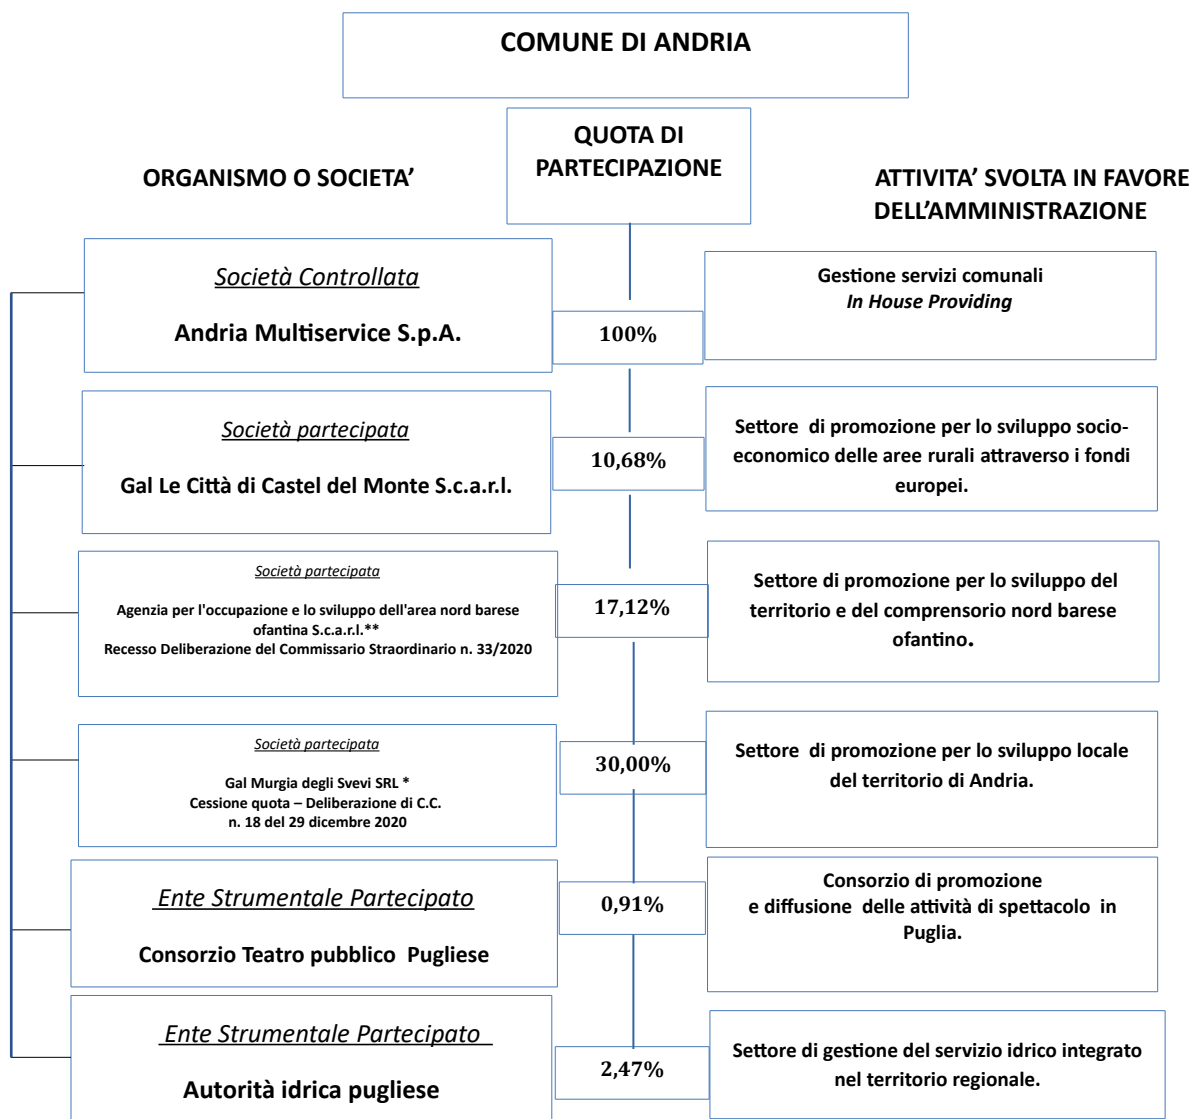 COMUNE DI ANDRIA
QUOTA DI
PARTECIPAZIONE
ORGANISMO O SOCIETA’
ATTIVITA’ SVOLTA IN FAVORE
DELL’AMMINISTRAZIONE
Società Controllata
Andria Multiservice S.p.A.
100%
Gestione servizi comunali
In House Providing
Società partecipata
Gal Le Città di Castel del Monte S.c.a.r.l.
10,68%
Settore di promozione per lo sviluppo socio-
economico delle aree rurali attraverso i fondi
europei.
Società partecipata
Agenzia per l'occupazione e lo sviluppo dell'area nord barese
ofantina S.c.a.r.l.**
Recesso Deliberazione del Commissario Straordinario n. 33/2020
17,12%
Settore di promozione per lo sviluppo del
territorio e del comprensorio nord barese
ofantino.
Società partecipata
Gal Murgia degli Svevi SRL *
Cessione quota – Deliberazione di C.C.
n. 18 del 29 dicembre 2020
30,00%
Settore di promozione per lo sviluppo locale
del territorio di Andria.
Ente Strumentale Partecipato
Consorzio Teatro pubblico Pugliese
0,91%
Consorzio di promozione
e diffusione delle attività di spettacolo in
Puglia.
Ente Strumentale Partecipato
Autorità idrica pugliese
2,47%
Settore di gestione del servizio idrico integrato
nel territorio regionale.